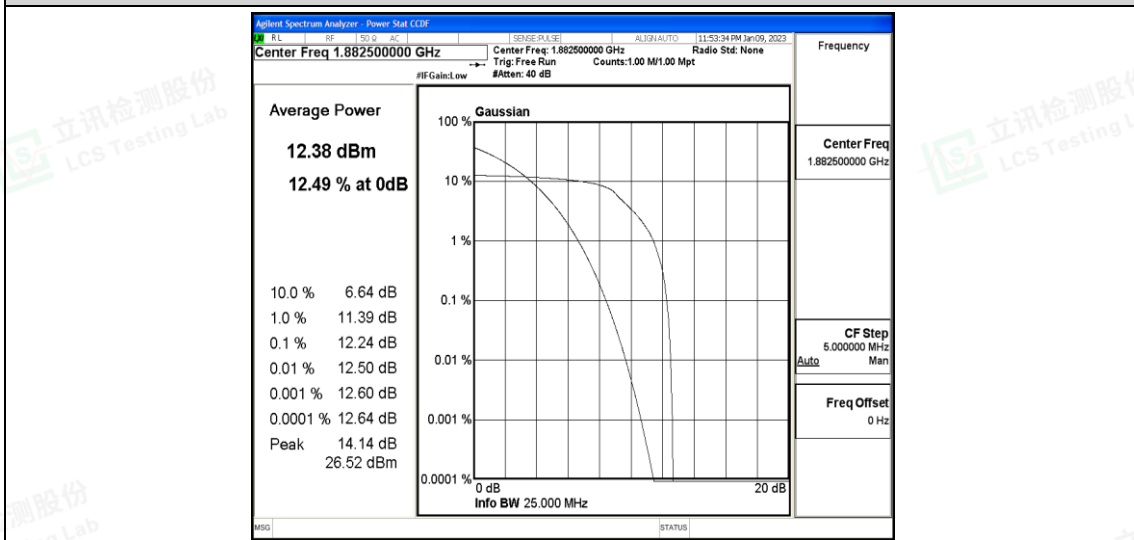 Agilent Spectrum Analyzer - Power Stat CCDF
RL RF 50 Ω AC SENSE:PULSE ALIGNAUTO 11:53:34 PM Jan 09, 2023
Center Freq 1.882500000 GHz
Center Freq: 1.882500000 GHz Radio Std: None
Trig: Free Run Counts:1.00 M/1.00 Mpt
#IFGain:Low #Atten: 40 dB
Frequency
Average Power
12.38 dBm
12.49 % at 0dB
10.0 % 6.64 dB
1.0 % 11.39 dB
0.1 % 12.24 dB
0.01 % 12.50 dB
0.001 % 12.60 dB
0.0001 % 12.64 dB
Peak 14.14 dB
26.52 dBm
Gaussian
100 %
10 %
1 %
0.1 %
0.01 %
0.001 %
0.0001 %
0 dB 20 dB
Info BW 25.000 MHz
Center Freq
1.882500000 GHz
CF Step
5.000000 MHz
Auto Man
Freq Offset
0 Hz
MSG STATUS
立讯检测股份
LCS Testing Lab
立讯检测股份
LCS Testing L